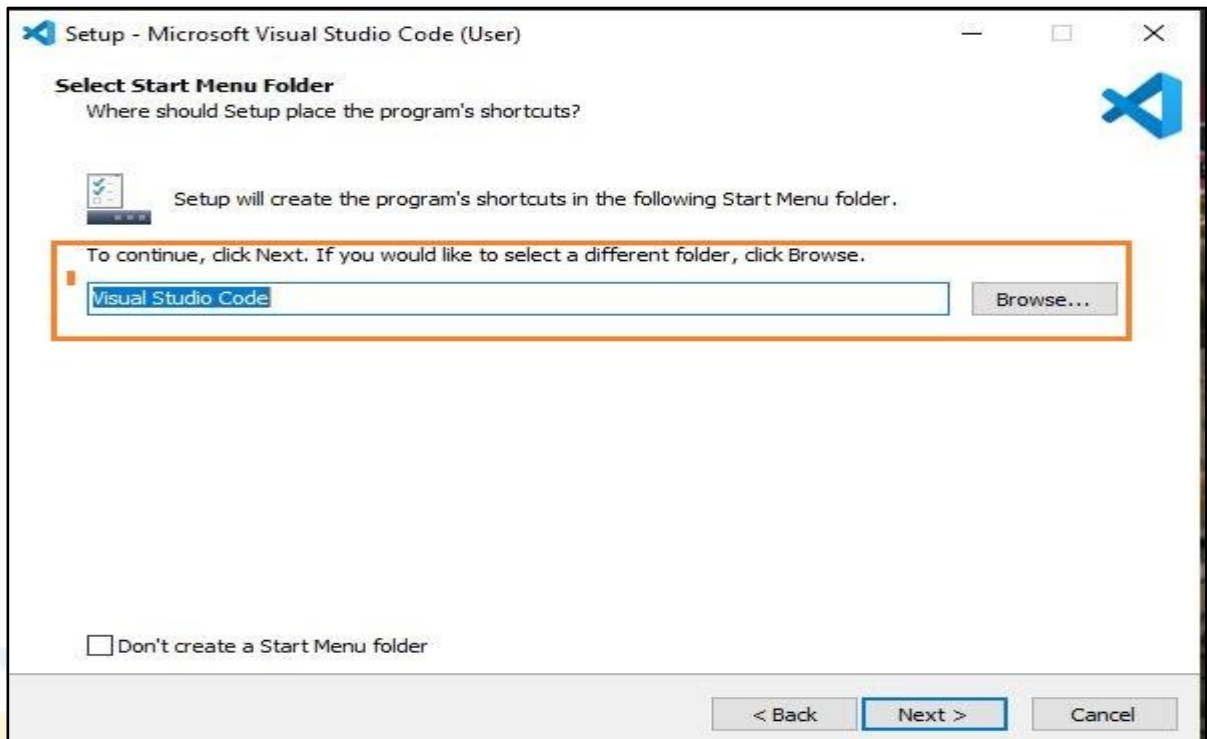 Setup - Microsoft Visual Studio Code (User)
Select Start Menu Folder
Where should Setup place the program's shortcuts?
Setup will create the program's shortcuts in the following Start Menu folder.
To continue, click Next. If you would like to select a different folder, click Browse.
Visual Studio Code
Browse...
Don't create a Start Menu folder
< Back
Next >
Cancel